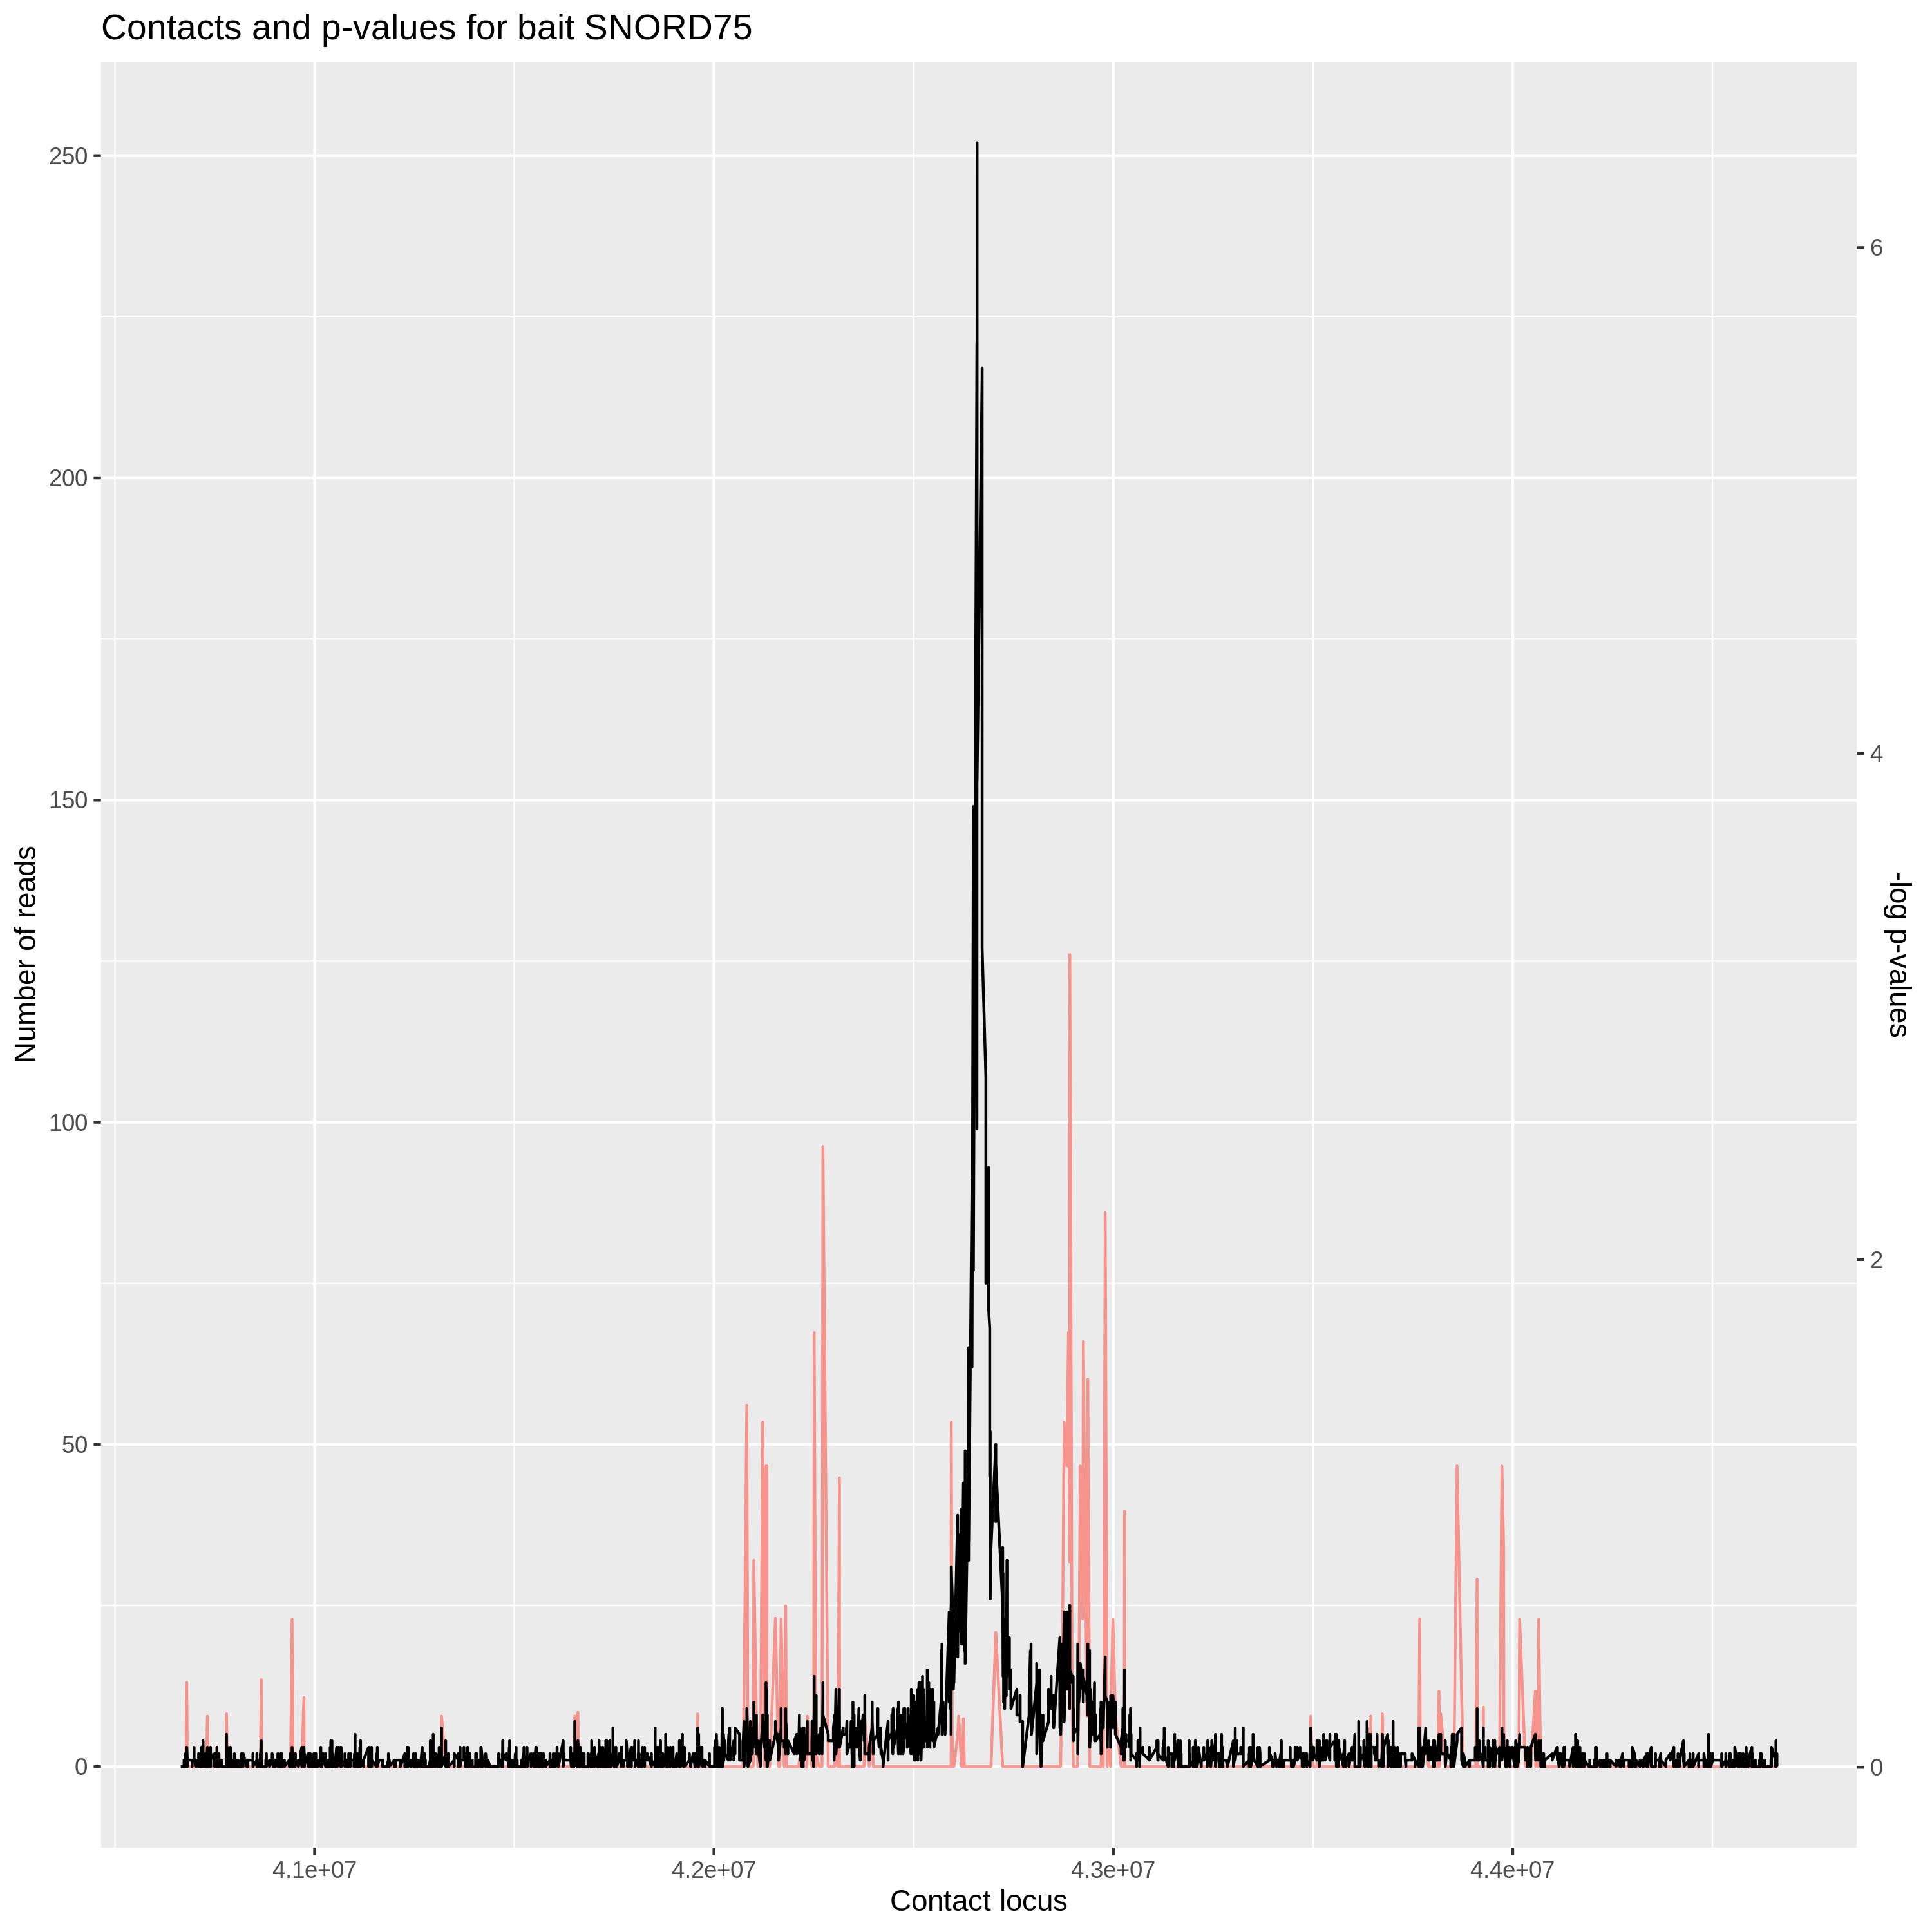 Contacts and p-values for bait SNORD75
250
200
150
100
50
0
Number of reads
6
4
2
0
-log p-values
4.1e+07 4.2e+07 4.3e+07 4.4e+07
Contact locus